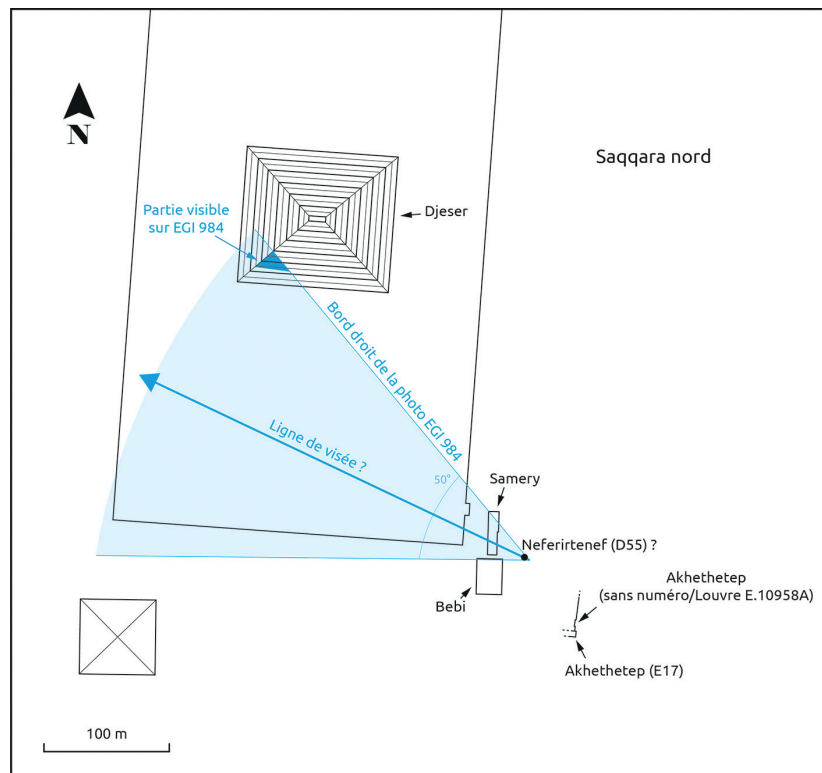 N
Saqqara nord
Partie visible
sur EGI 984
Djeser
Bord droit de la photo EGI 984
Ligne de visée ?
50°
Samery
Neferirtenef (D55) ?
Bebi
Akhethetep
(sans numéro/Louvre E.10958A)
Akhethetep (E17)
100 m